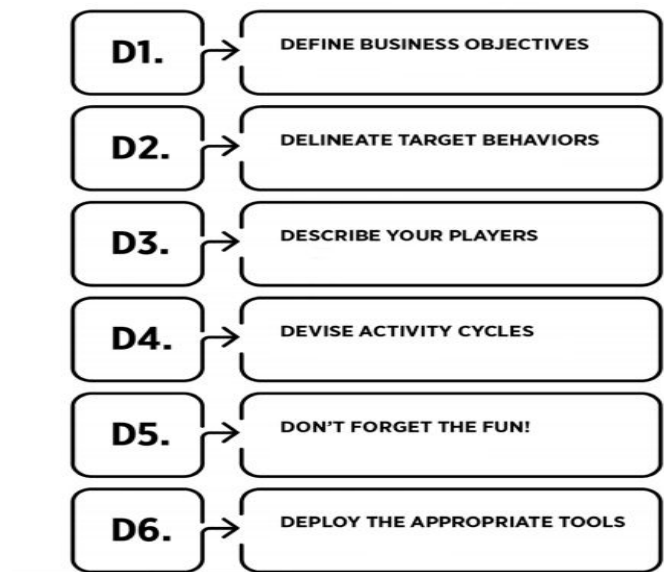 D1. DEFINE BUSINESS OBJECTIVES
D2. DELINEATE TARGET BEHAVIORS
D3. DESCRIBE YOUR PLAYERS
D4. DEVISE ACTIVITY CYCLES
D5. DON'T FORGET THE FUN!
D6. DEPLOY THE APPROPRIATE TOOLS